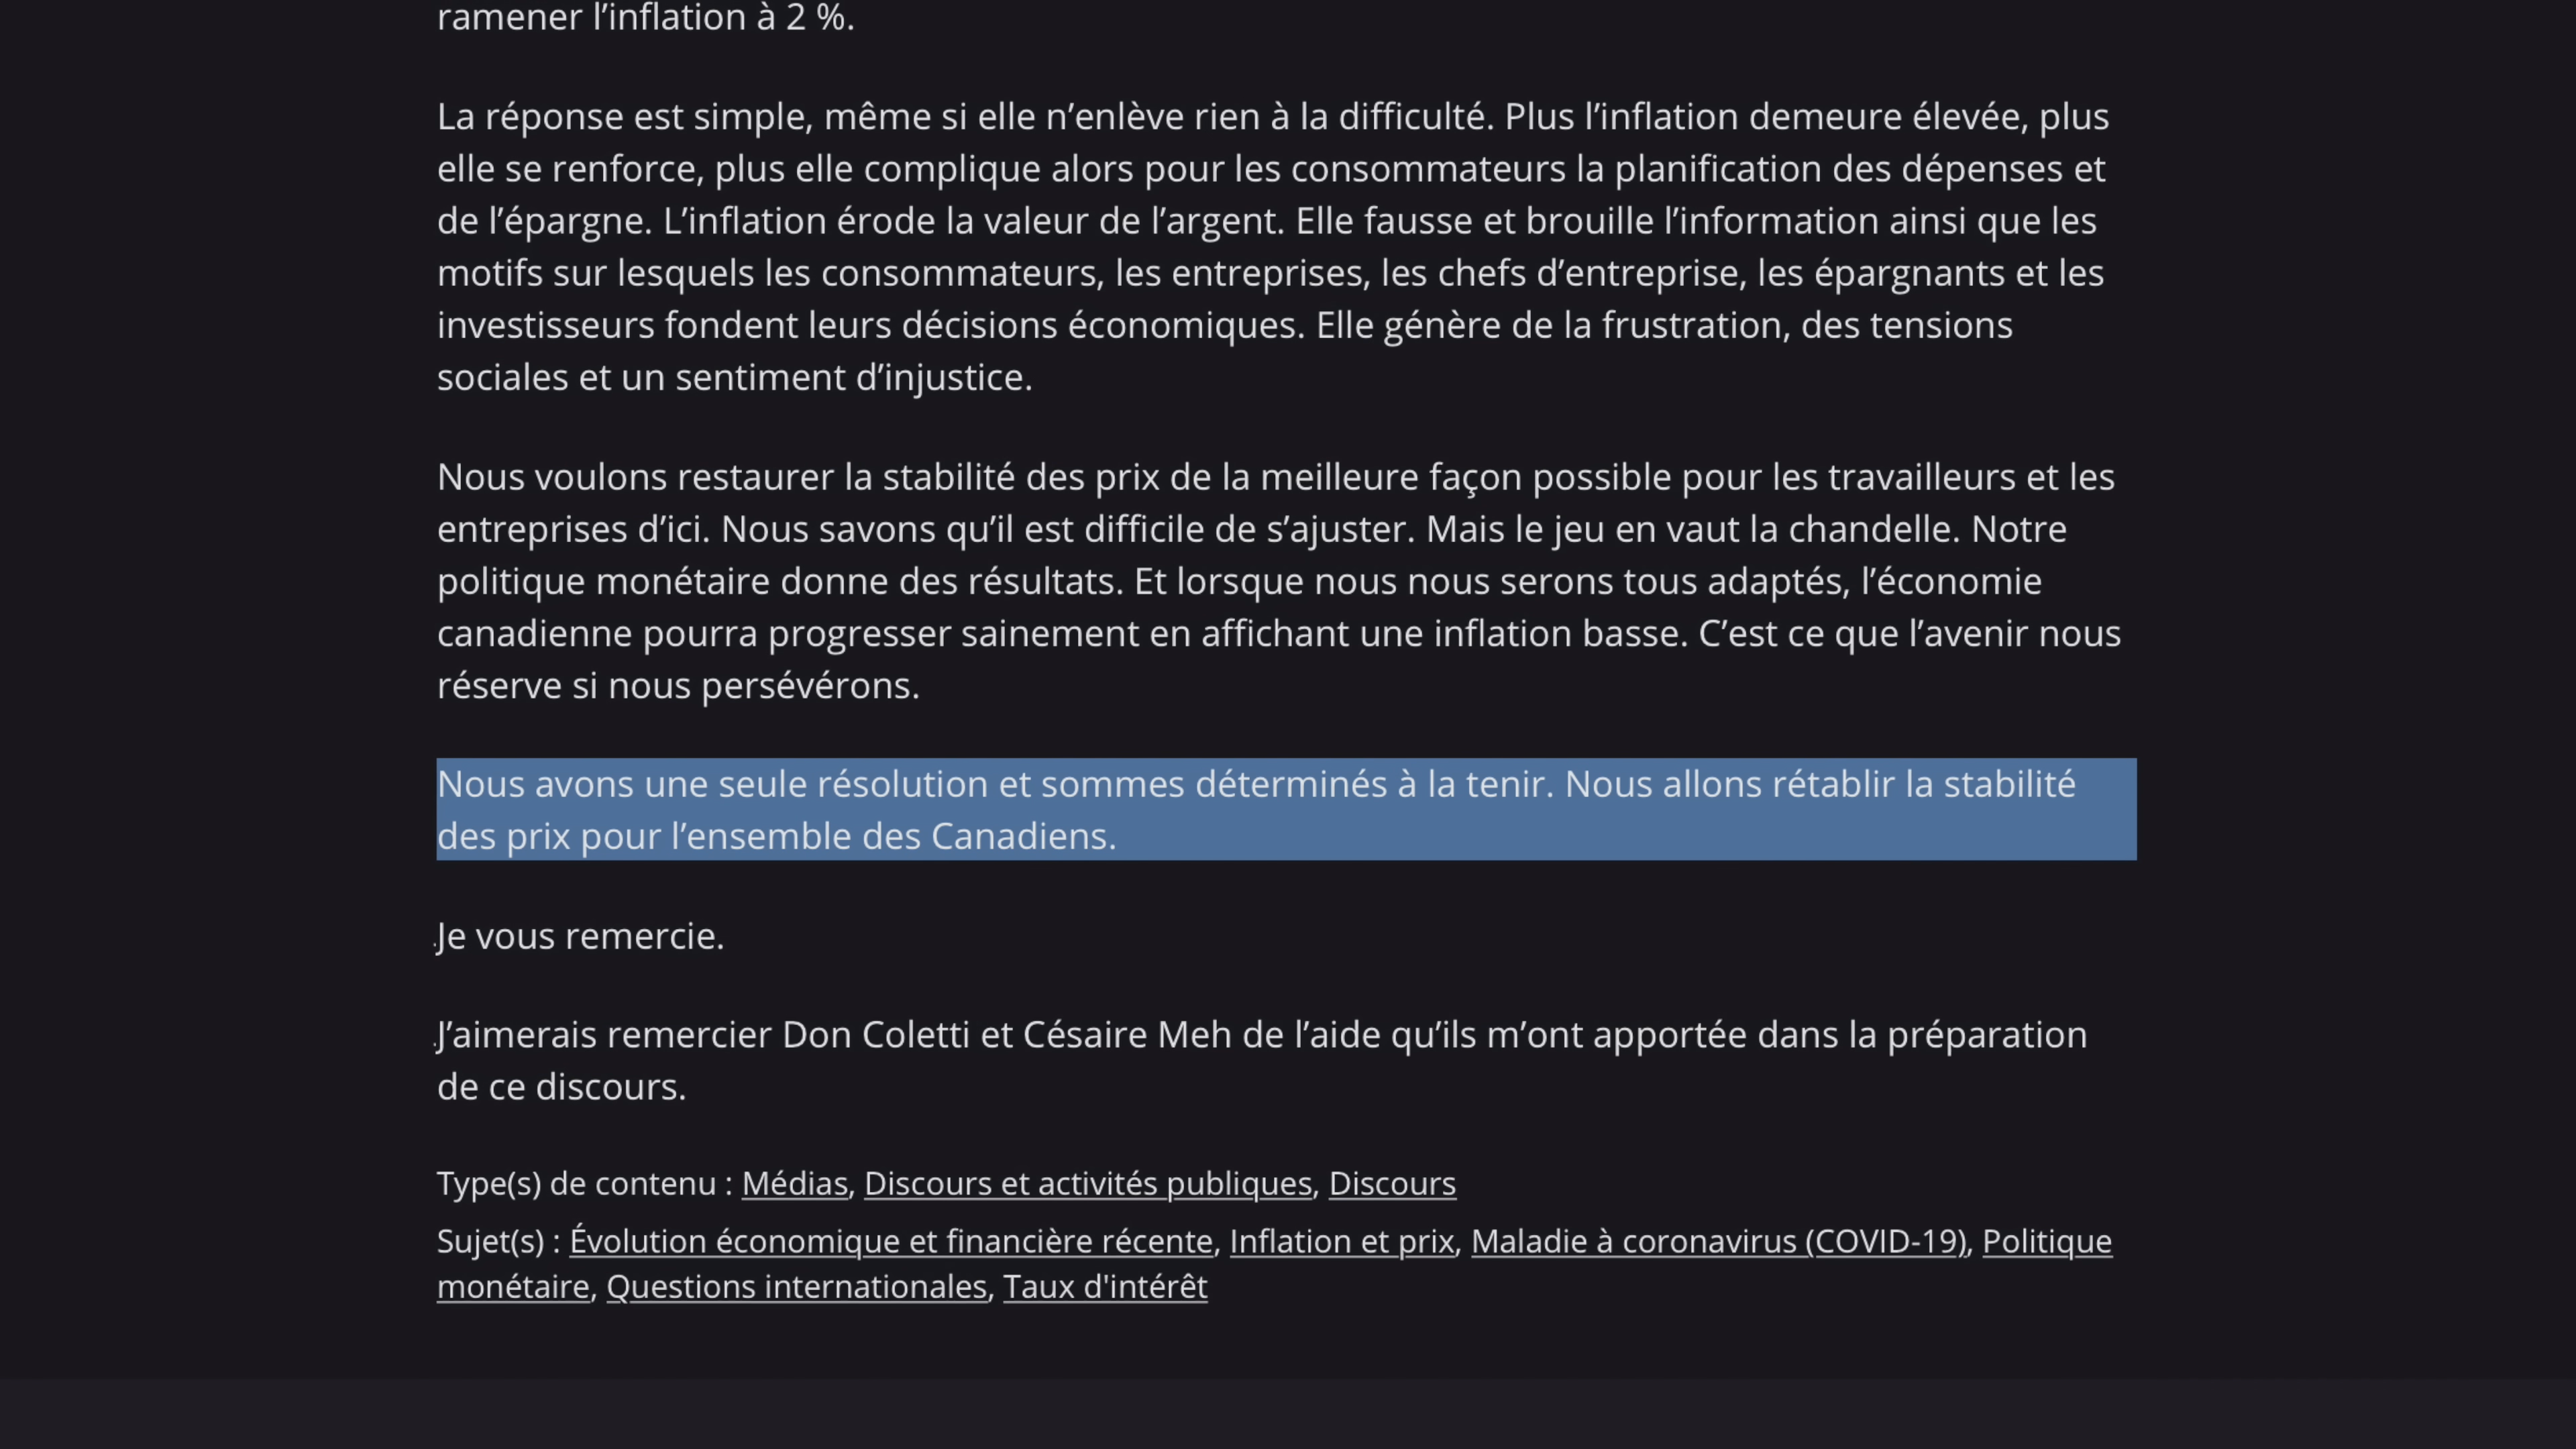 ramener l’inflation à 2 %.
La réponse est simple, même si elle n’enlève rien à la difficulté. Plus l’inflation demeure élevée, plus
elle se renforce, plus elle complique alors pour les consommateurs la planification des dépenses et
de l’épargne. L’inflation érode la valeur de l’argent. Elle fausse et brouille l’information ainsi que les
motifs sur lesquels les consommateurs, les entreprises, les chefs d’entreprise, les épargnants et les
investisseurs fondent leurs décisions économiques. Elle génère de la frustration, des tensions
sociales et un sentiment d’injustice.
Nous voulons restaurer la stabilité des prix de la meilleure façon possible pour les travailleurs et les
entreprises d’ici. Nous savons qu’il est difficile de s’ajuster. Mais le jeu en vaut la chandelle. Notre
politique monétaire donne des résultats. Et lorsque nous nous serons tous adaptés, l’économie
canadienne pourra progresser sainement en affichant une inflation basse. C’est ce que l’avenir nous
réserve si nous persévérons.
Nous avons une seule résolution et sommes déterminés à la tenir. Nous allons rétablir la stabilité
des prix pour l’ensemble des Canadiens.
Je vous remercie.
J’aimerais remercier Don Coletti et Césaire Meh de l’aide qu’ils m’ont apportée dans la préparation
de ce discours.
Type(s) de contenu : Médias, Discours et activités publiques, Discours
Sujet(s) : Évolution économique et financière récente, Inflation et prix, Maladie à coronavirus (COVID-19), Politique
monétaire, Questions internationales, Taux d'intérêt